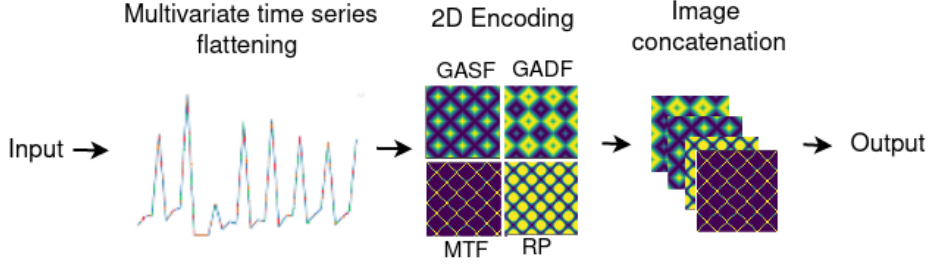 Multivariate time series
flattening
2D Encoding
Image
concatenation
GASF GADF
Input
Output
MTF RP